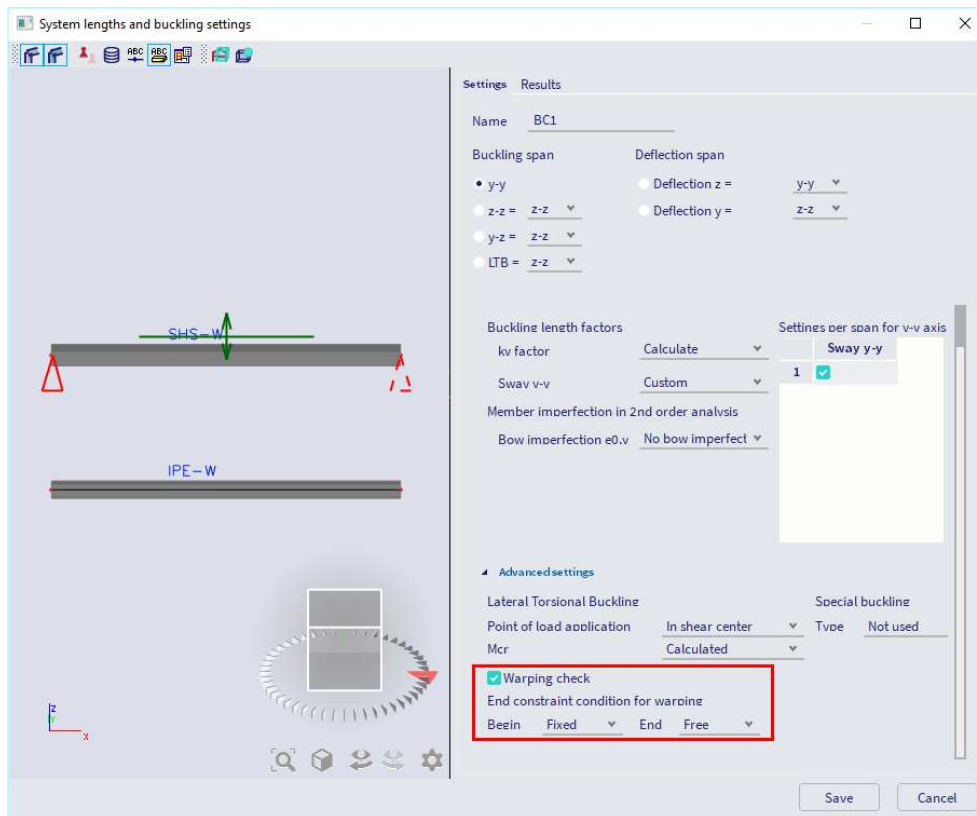 System lengths and buckling settings
ABC ABC
Settings Results
Name BC1
Buckling span Deflection span
y-y Deflection z = y-y
z-z = z-z Deflection y = z-z
y-z = z-z
LTB = z-z
SHS-W
Buckling length factors Settings per span for y-y axis
ky factor Calculate Sway y-y
1
Sway y-y Custom
Member imperfection in 2nd order analysis
Bow imperfection e0,y No bow imperfect
IPE-W
Advanced settings
Lateral Torsional Buckling Special buckling
Point of load application In shear center Type Not used
Mcr Calculated
Warping check
End constraint condition for warping
Begin Fixed End Free
z
Y
x
Save Cancel